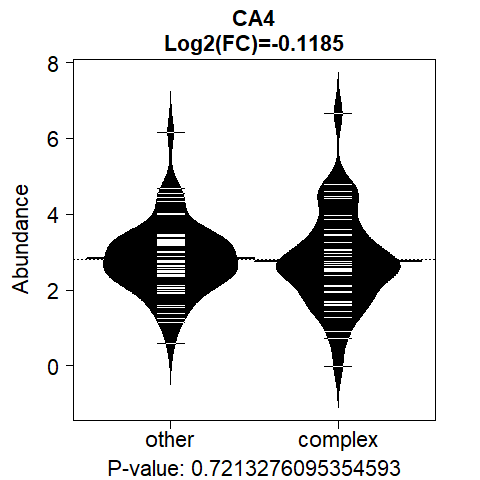 CA4
Log2(FC)=-0.1185
Abundance
8
6
4
2
0
other complex
P-value: 0.7213276095354593